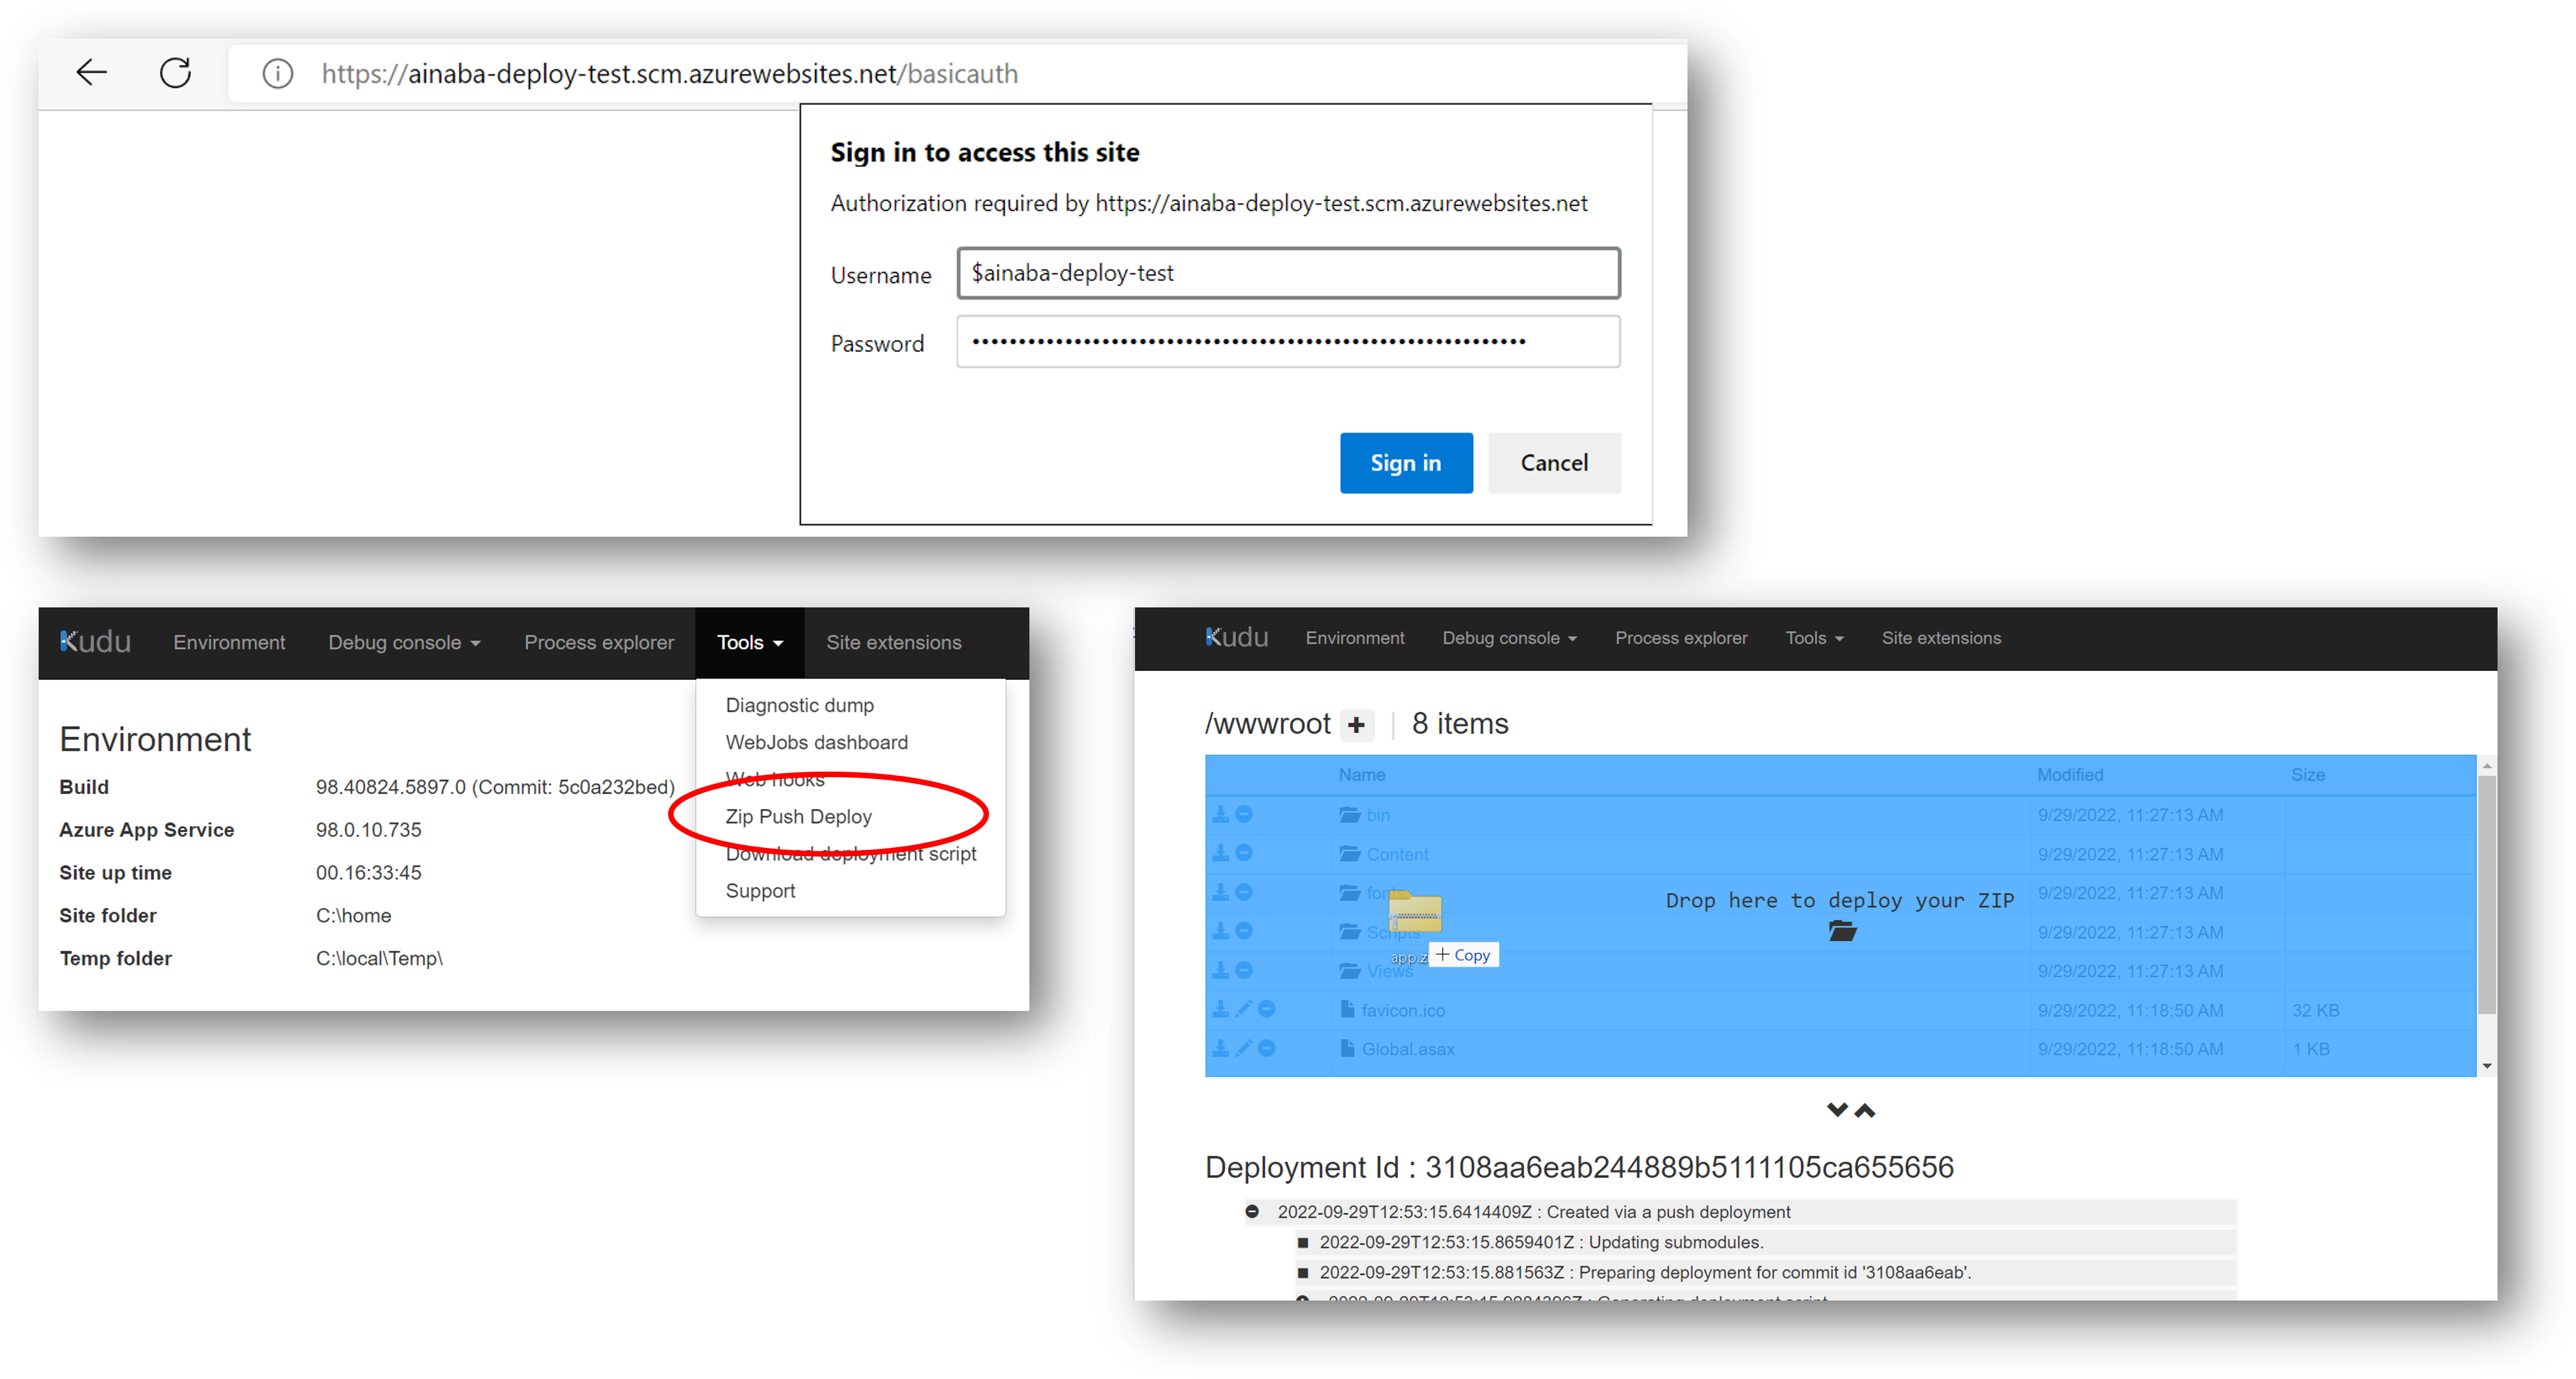 https://ainaba-deploy-test.scm.azurewebsites.net/basicauth
Sign in to access this site
Authorization required by https://ainaba-deploy-test.scm.azurewebsites.net
Username $ainaba-deploy-test
Password ••••••••••••••••••••••••••••••••••••••••••••••••••••••••••••
Sign in Cancel
Kudu Environment Debug console Process explorer Tools Site extensions
Diagnostic dump
WebJobs dashboard
Web hooks
Zip Push Deploy
Download deployment script
Support
Environment
Build 98.40824.5897.0 (Commit: 5c0a232bed)
Azure App Service 98.0.10.735
Site up time 00.16:33:45
Site folder C:\home
Temp folder C:\local\Temp\
Kudu Environment Debug console Process explorer Tools Site extensions
/wwwroot + | 8 items
Name Modified Size
bin 9/29/2022, 11:27:13 AM
Content 9/29/2022, 11:27:13 AM
9/29/2022, 11:27:13 AM
Drop here to deploy your ZIP
Scripts 9/29/2022, 11:27:13 AM
+ Copy
Views 9/29/2022, 11:27:13 AM
favicon.ico 9/29/2022, 11:18:50 AM 32 KB
Global.asax 9/29/2022, 11:18:50 AM 1 KB
Deployment Id : 3108aa6eab244889b5111105ca655656
2022-09-29T12:53:15.6414409Z : Created via a push deployment
2022-09-29T12:53:15.8659401Z : Updating submodules.
2022-09-29T12:53:15.881563Z : Preparing deployment for commit id '3108aa6eab'.